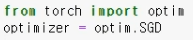 from torch import optim
optimizer = optim.SGD